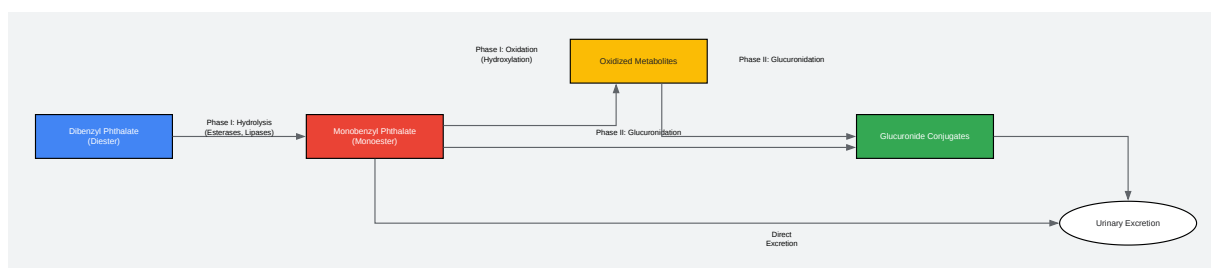 Phase I: Oxidation
(Hydroxylation)
Oxidized Metabolites
Phase II: Glucuronidation
Dibenzyl Phthalate
(Diester)
Phase I: Hydrolysis
(Esterases, Lipases)
Monobenzyl Phthalate
(Monoester)
Phase II: Glucuronidation
Glucuronide Conjugates
Direct
Excretion
Urinary Excretion